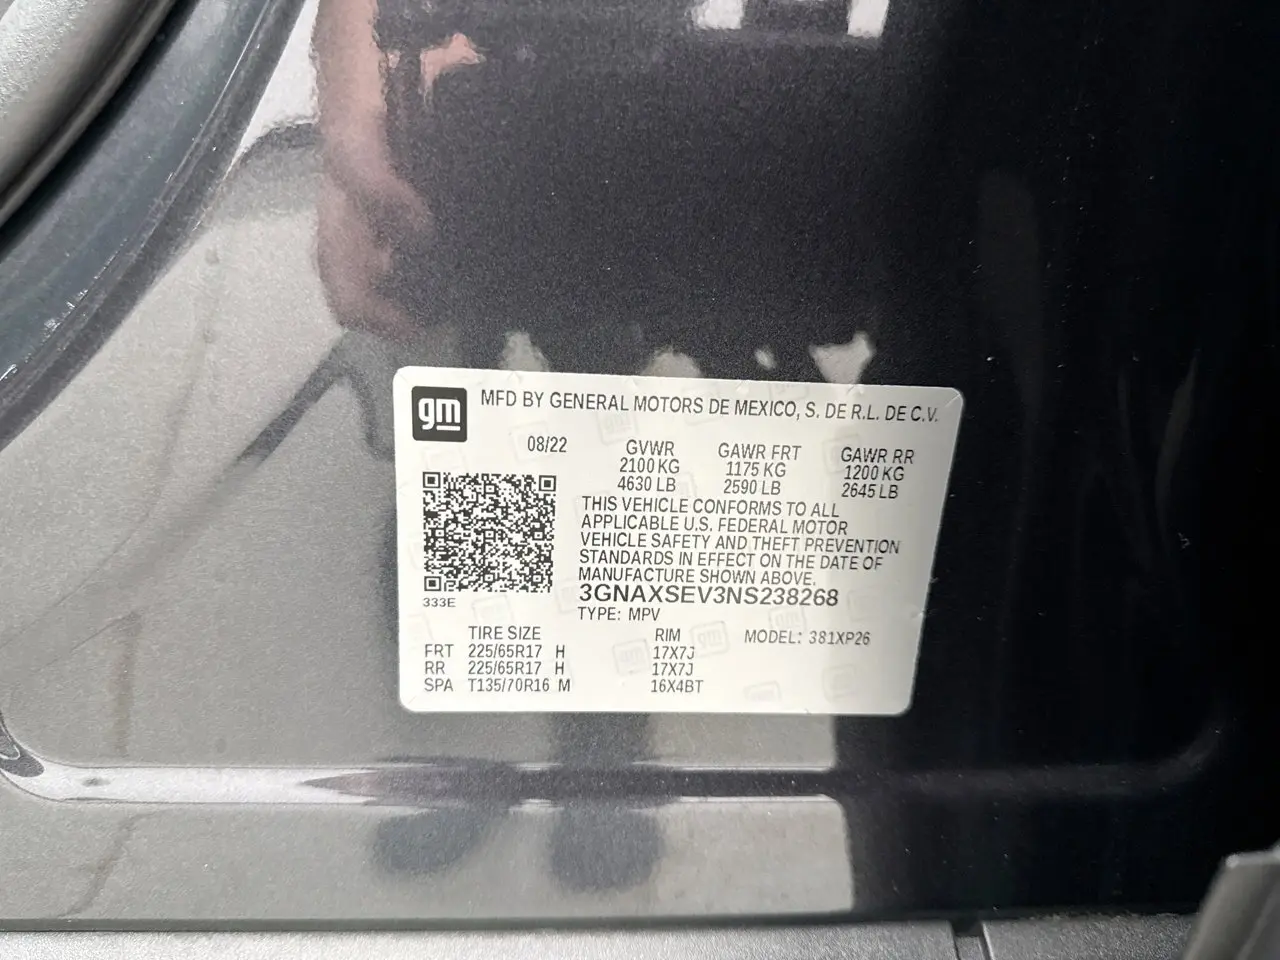 gm
MFD BY GENERAL MOTORS DE MEXICO, S. DE R.L. DE C.V.
08/22 GVWR GAWR FRT GAWR RR
2100 KG 1175 KG 1200 KG
4630 LB 2590 LB 2645 LB
THIS VEHICLE CONFORMS TO ALL
APPLICABLE U.S. FEDERAL MOTOR
VEHICLE SAFETY AND THEFT PREVENTION
STANDARDS IN EFFECT ON THE DATE OF
MANUFACTURE SHOWN ABOVE.
3GNAXSEV3NS238268
333E
TYPE: MPV
TIRE SIZE RIM MODEL: 381XP26
FRT 225/65R17 H 17X7J
RR 225/65R17 H 17X7J
SPA T135/70R16 M 16X4BT